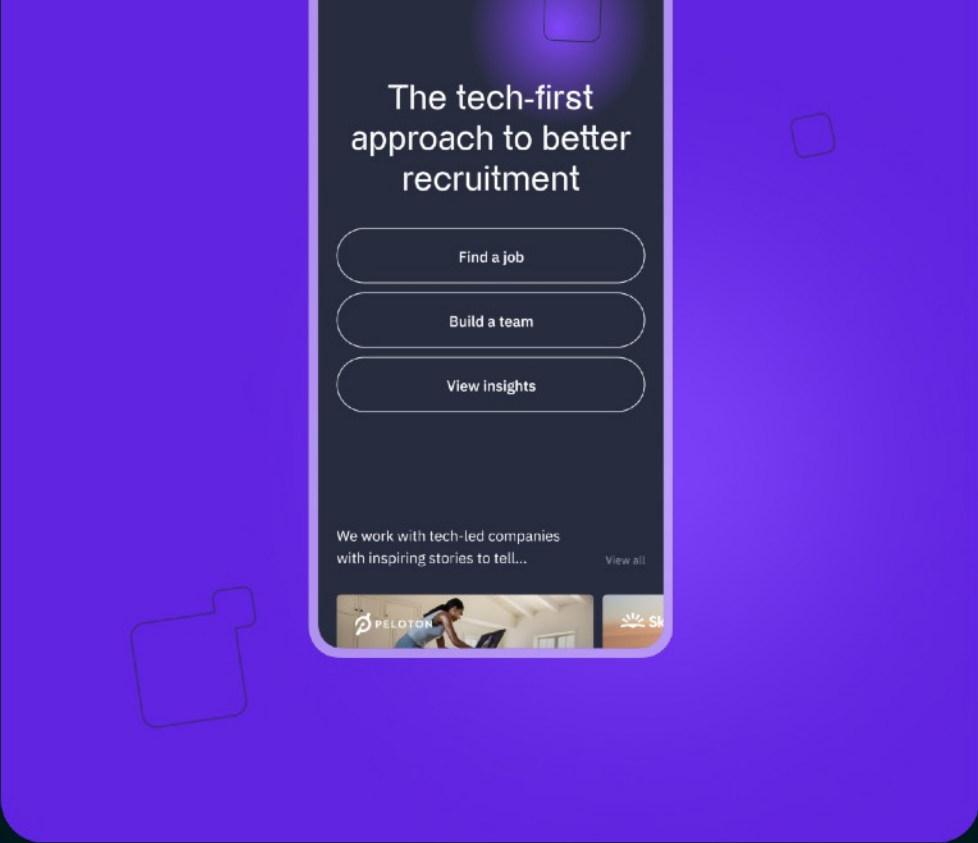 The tech-first
approach to better
recruitment
Find a job
Build a team
View insights
We work with tech-led companies
with inspiring stories to tell...
View all
PELOTON